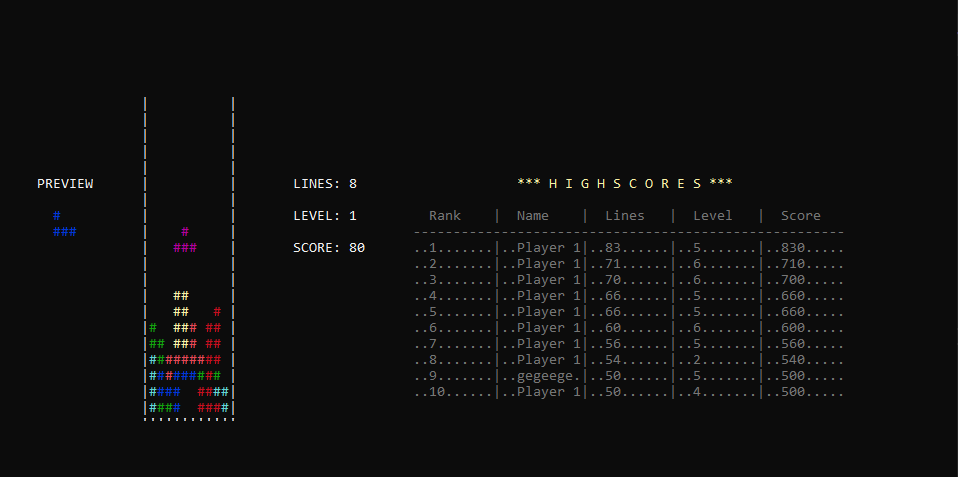 PREVIEW
LINES: 8
LEVEL: 1
SCORE: 80
*** H I G H S C O R E S ***
Rank | Name | Lines | Level | Score
..1.......|..Player 1|..83......|..5.......|..830.....
..2.......|..Player 1|..71......|..6.......|..710.....
..3.......|..Player 1|..70......|..6.......|..700.....
..4.......|..Player 1|..66......|..5.......|..660.....
..5.......|..Player 1|..66......|..5.......|..660.....
..6.......|..Player 1|..60......|..6.......|..600.....
..7.......|..Player 1|..56......|..5.......|..560.....
..8.......|..Player 1|..54......|..2.......|..540.....
..9.......|..gegeege.|..50......|..5.......|..500.....
..10......|..Player 1|..50......|..4.......|..500.....